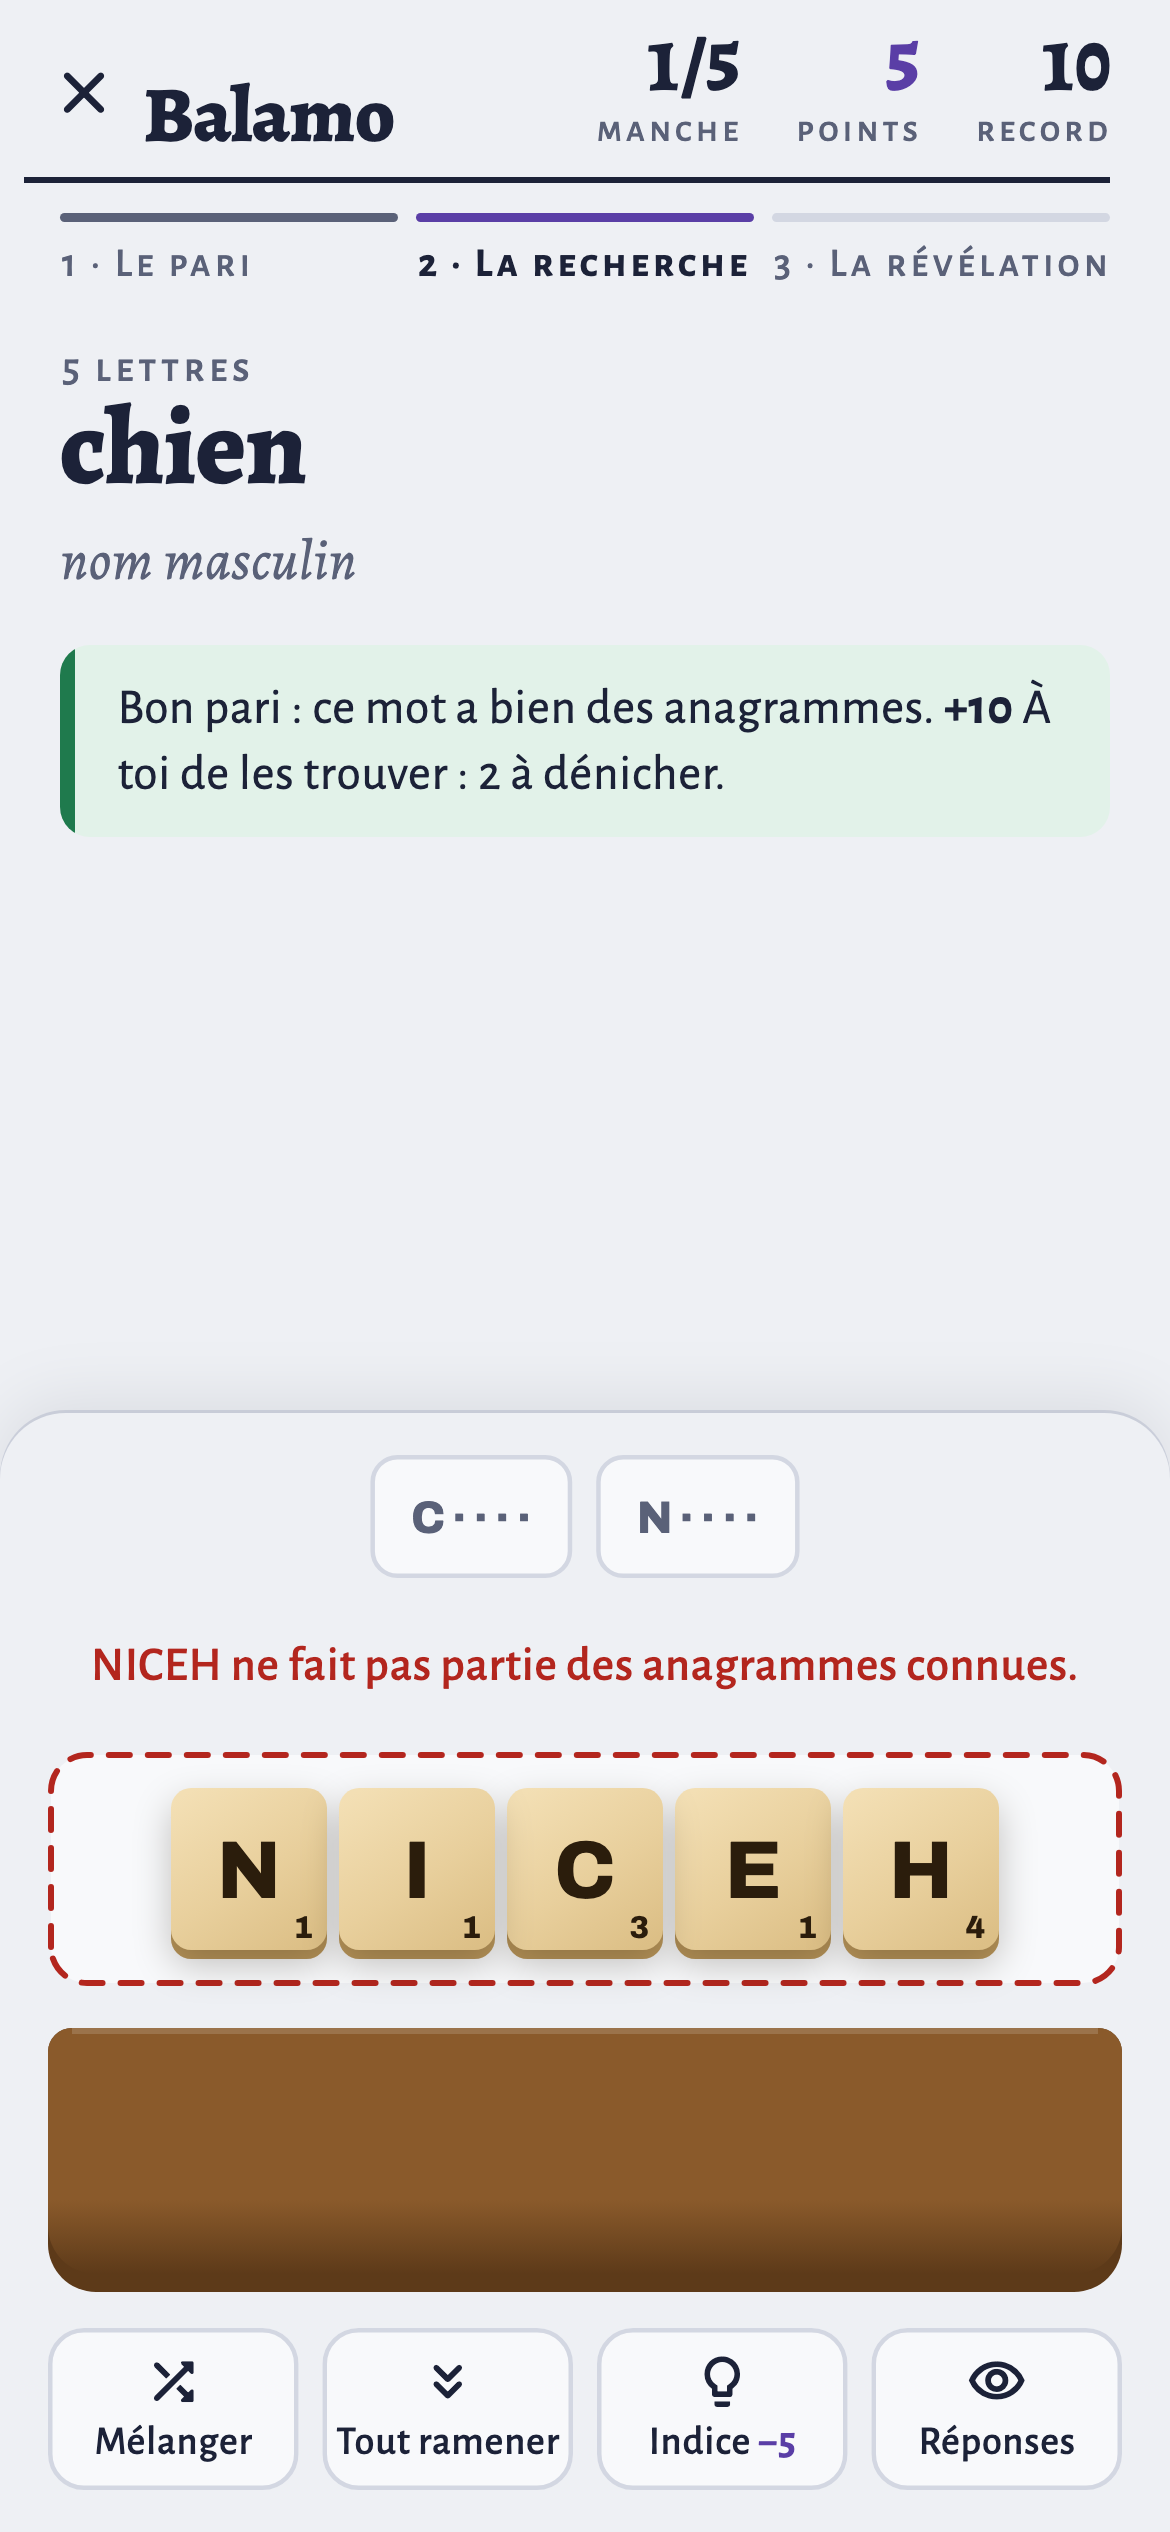 Balamo
1/5
MANCHE
5
POINTS
10
RECORD
1 · LE PARI
2 · LA RECHERCHE
3 · LA RÉVÉLATION
5 LETTRES
chien
nom masculin
Bon pari : ce mot a bien des anagrammes. +10 À
toi de les trouver : 2 à dénicher.
C····
N····
NICEH ne fait pas partie des anagrammes connues.
N 1 I 1 C 3 E 1 H 4
Mélanger
Tout ramener
Indice −5
Réponses